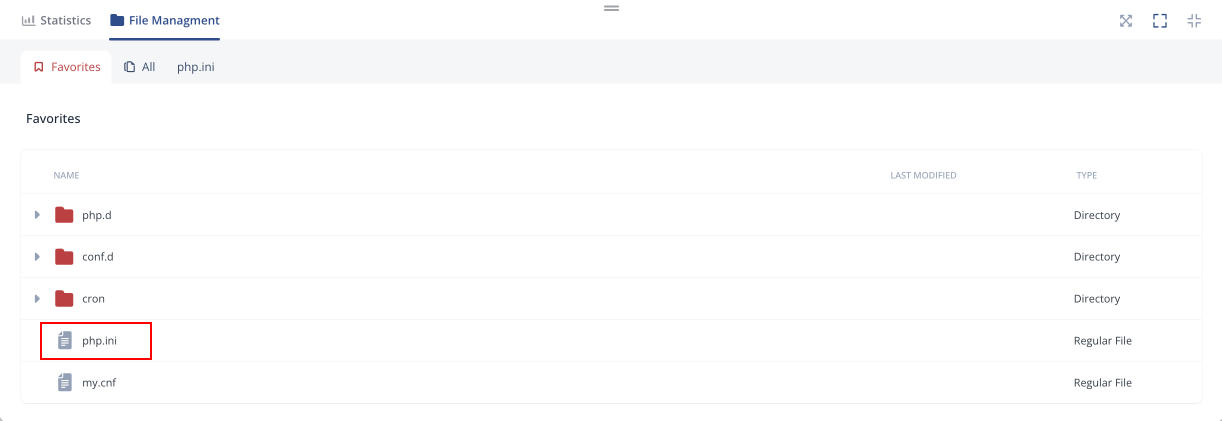 Statistics File Managment
Favorites All php.ini
Favorites
NAME LAST MODIFIED TYPE
php.d Directory
conf.d Directory
cron Directory
php.ini Regular File
my.cnf Regular File